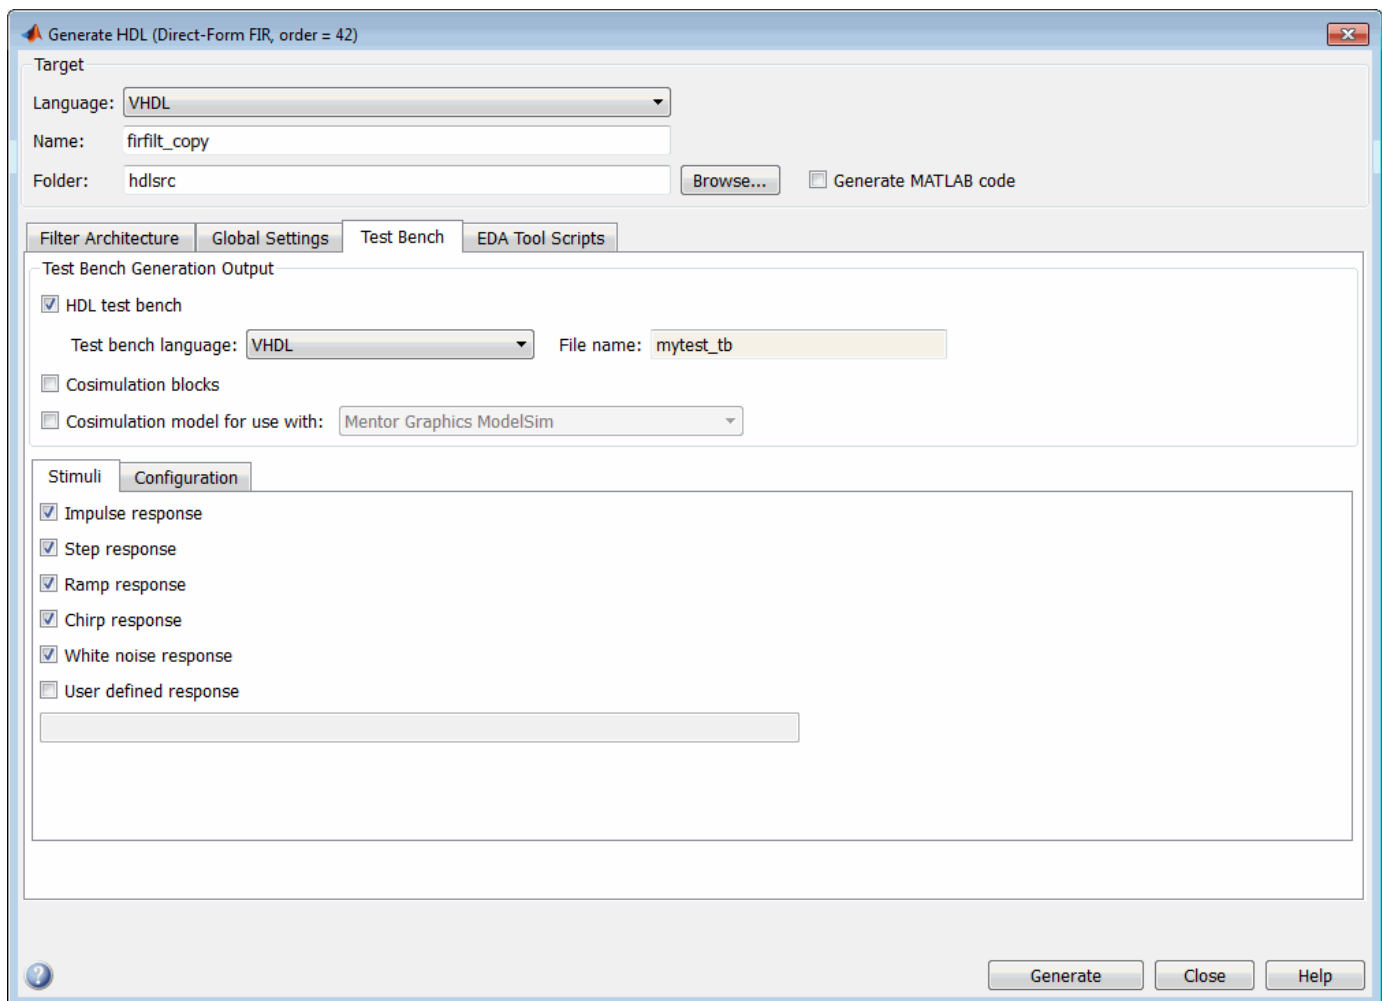 Generate HDL (Direct-Form FIR, order = 42)
Target
Language: VHDL
Name: firfilt_copy
Folder: hdlsrc Browse... Generate MATLAB code
Filter Architecture Global Settings Test Bench EDA Tool Scripts
Test Bench Generation Output
HDL test bench
Test bench language: VHDL File name: mytest_tb
Cosimulation blocks
Cosimulation model for use with: Mentor Graphics ModelSim
Stimuli Configuration
Impulse response
Step response
Ramp response
Chirp response
White noise response
User defined response
? Generate Close Help